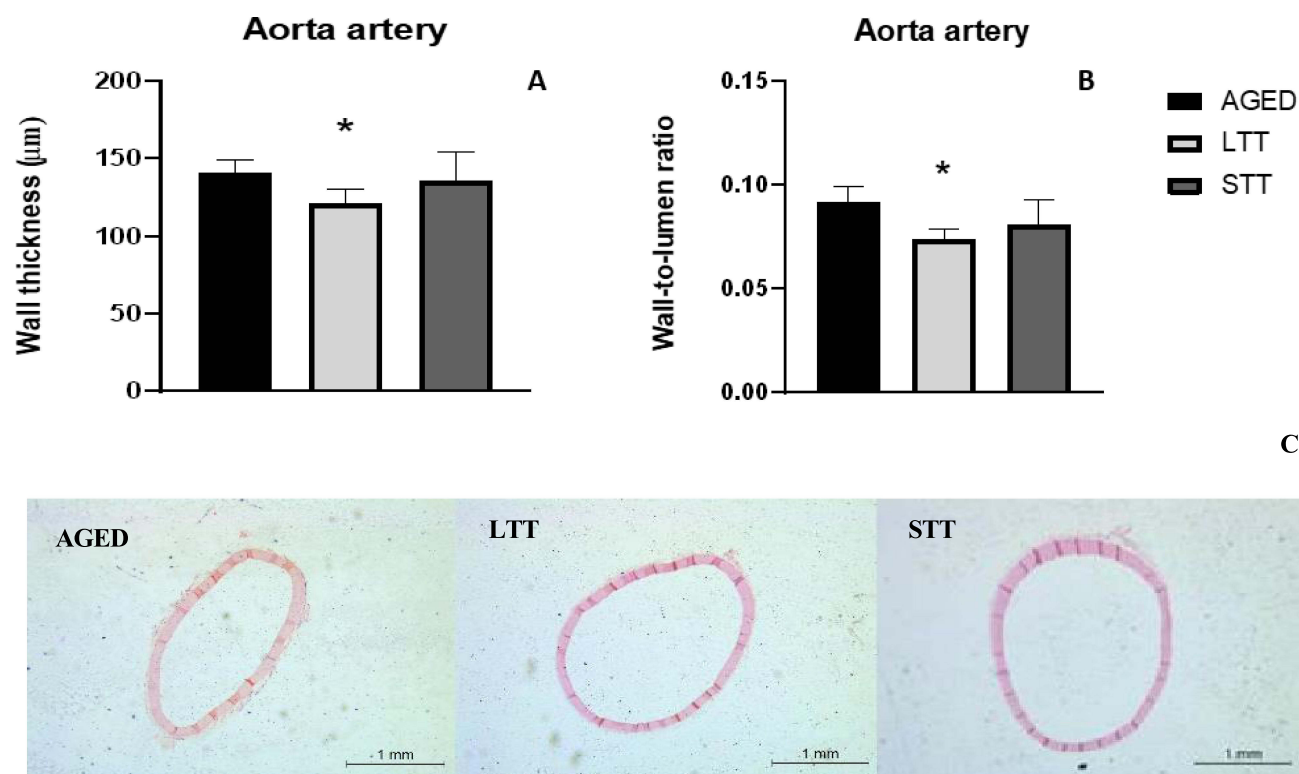 Aorta artery
A
Wall thickness (μm)
200
150
100
50
0
*
Aorta artery
B
Wall-to-lumen ratio
0.15
0.10
0.05
0.00
*
AGED
LTT
STT
C
AGED
LTT
STT
1 mm
1 mm
1 mm